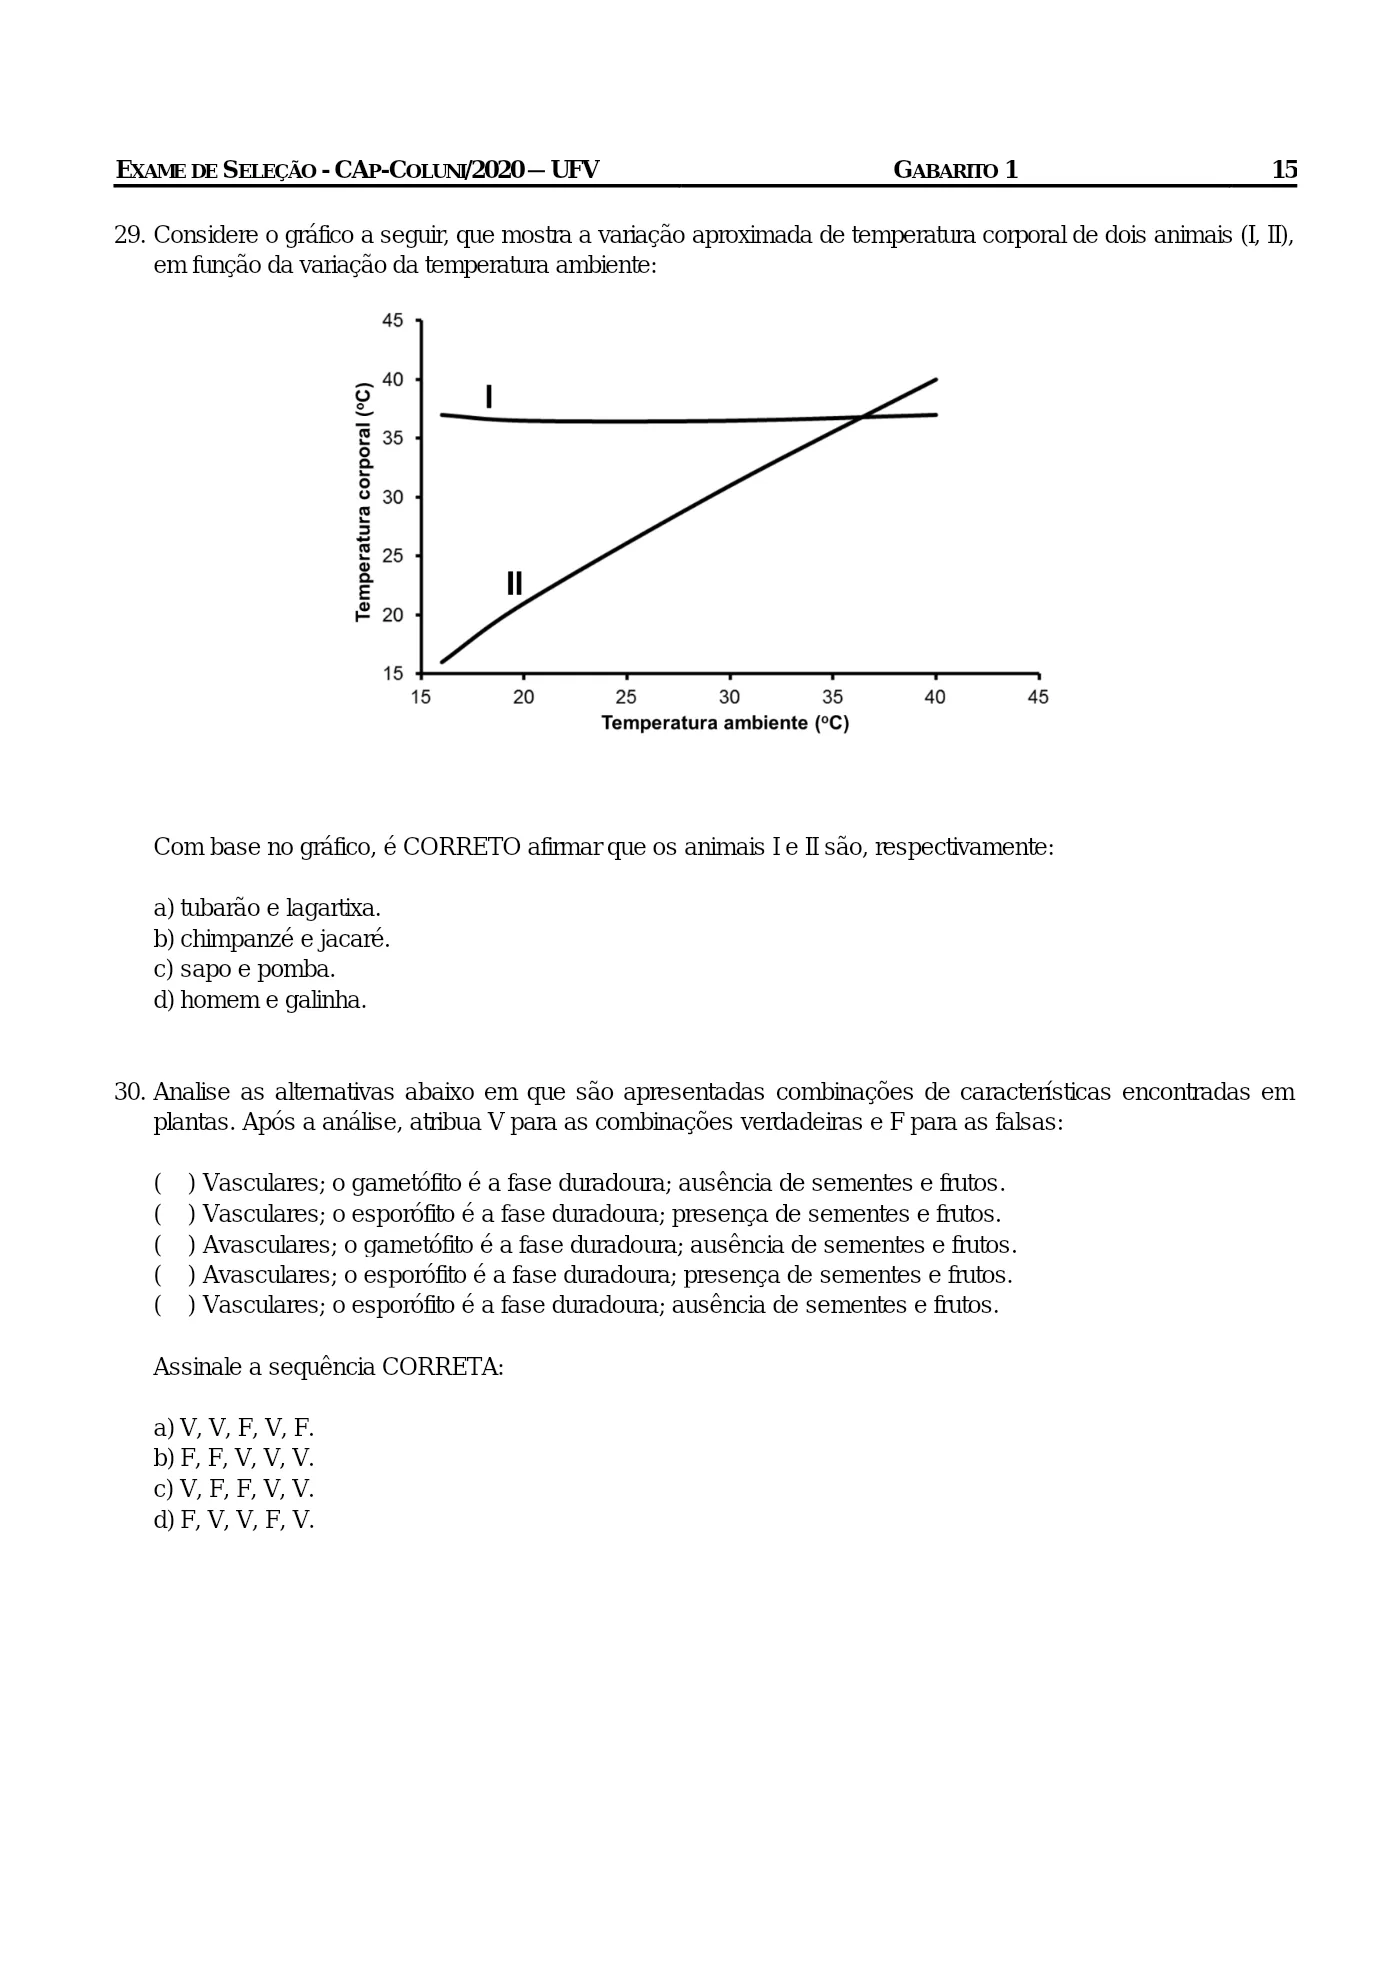 EXAME DE SELEÇÃO - CAP-COLUNI/2020 — UFV GABARITO 1 15
29. Considere o gráfico a seguir, que mostra a variação aproximada de temperatura corporal de dois animais (I, II),
em função da variação da temperatura ambiente:
45
40
35
30
25
20
15
Temperatura corporal (ºC)
I
II
15 20 25 30 35 40 45
Temperatura ambiente (ºC)
Com base no gráfico, é CORRETO afirmar que os animais I e II são, respectivamente:
a) tubarão e lagartixa.
b) chimpanzé e jacaré.
c) sapo e pomba.
d) homem e galinha.
30. Analise as alternativas abaixo em que são apresentadas combinações de características encontradas em
plantas. Após a análise, atribua V para as combinações verdadeiras e F para as falsas:
( ) Vasculares; o gametófito é a fase duradoura; ausência de sementes e frutos.
( ) Vasculares; o esporófito é a fase duradoura; presença de sementes e frutos.
( ) Avasculares; o gametófito é a fase duradoura; ausência de sementes e frutos.
( ) Avasculares; o esporófito é a fase duradoura; presença de sementes e frutos.
( ) Vasculares; o esporófito é a fase duradoura; ausência de sementes e frutos.
Assinale a sequência CORRETA:
a) V, V, F, V, F.
b) F, F, V, V, V.
c) V, F, F, V, V.
d) F, V, V, F, V.